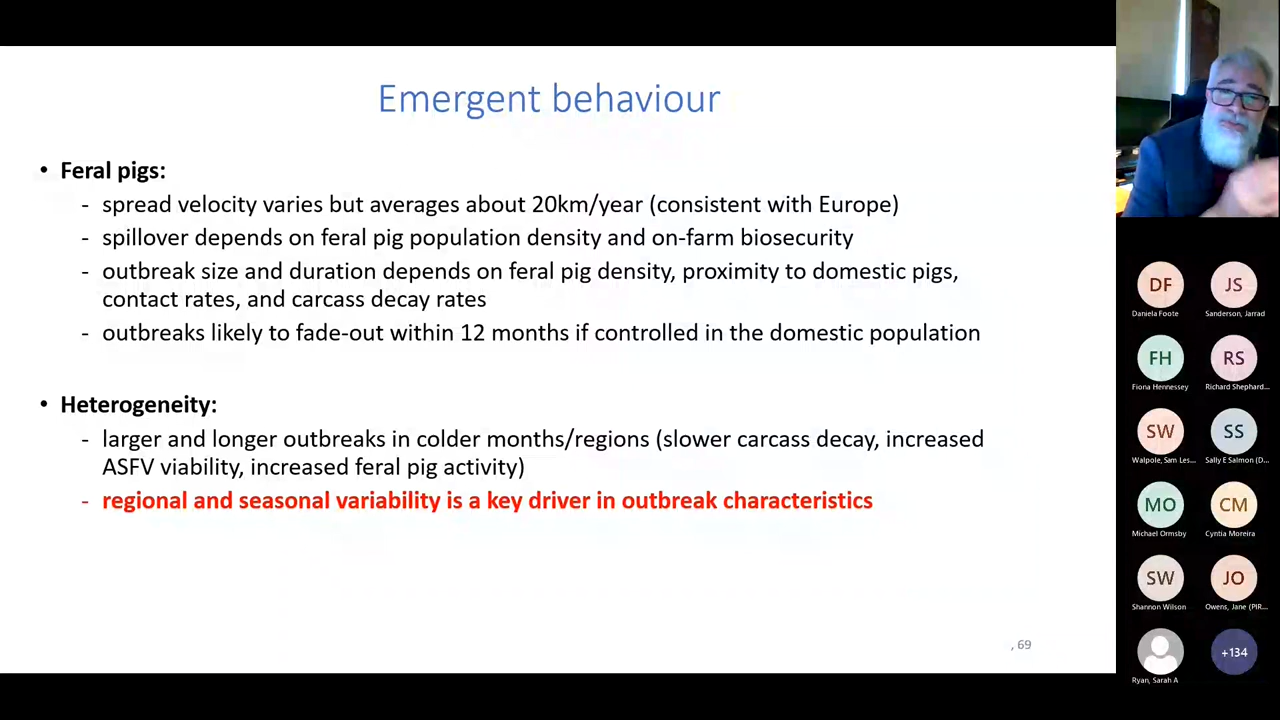 Emergent behaviour
• Feral pigs:
- spread velocity varies but averages about 20km/year (consistent with Europe)
- spillover depends on feral pig population density and on-farm biosecurity
- outbreak size and duration depends on feral pig density, proximity to domestic pigs,
contact rates, and carcass decay rates
- outbreaks likely to fade-out within 12 months if controlled in the domestic population
• Heterogeneity:
- larger and longer outbreaks in colder months/regions (slower carcass decay, increased
ASFV viability, increased feral pig activity)
- regional and seasonal variability is a key driver in outbreak characteristics
, 69
DF
Daniela Foote
JS
Sanderson, Jarrad
FH
Fiona Hennessey
RS
Richard Shephard...
SW
Walpole, Sam Les...
SS
Sally E Salmon (D...
MO
Michael Ormsby
CM
Cyntia Moreira
SW
Shannon Wilson
JO
Owens, Jane (PIR...
Ryan, Sarah A
+134